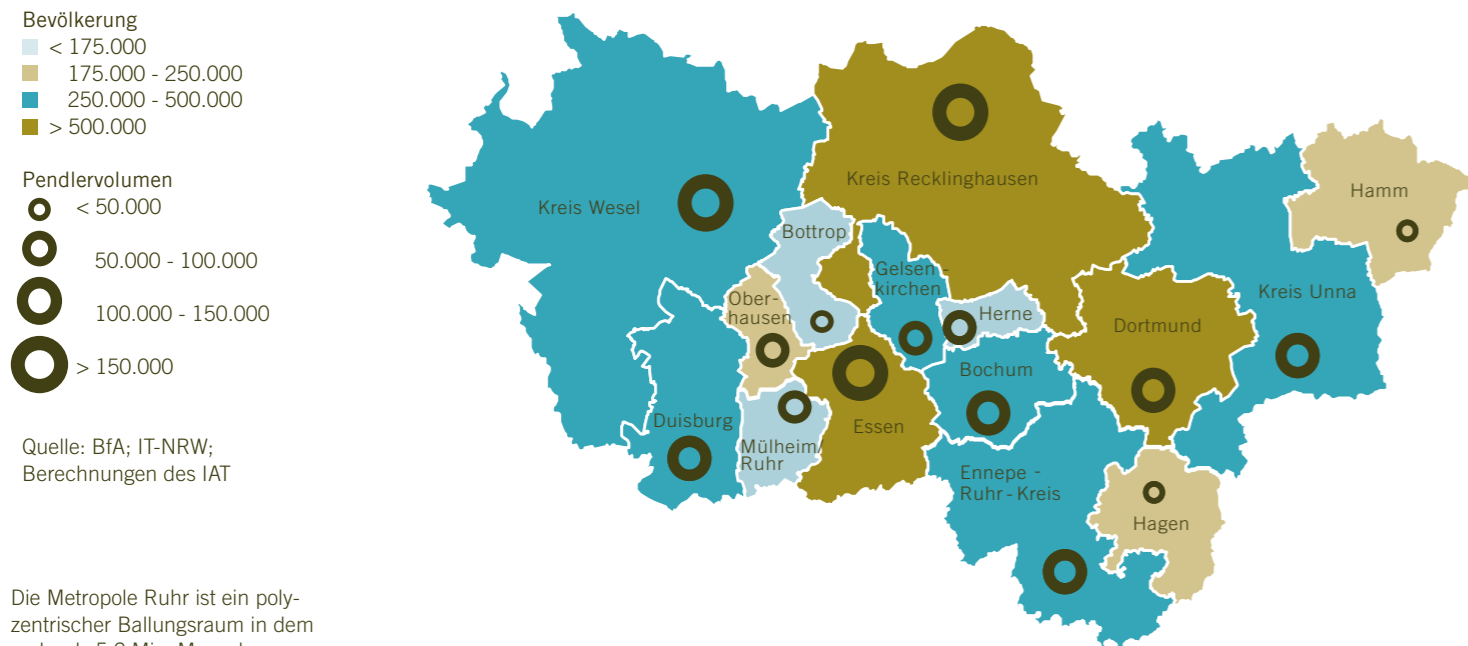 Bevölkerung
< 175.000
175.000 - 250.000
250.000 - 500.000
> 500.000
Pendlervolumen
< 50.000
50.000 - 100.000
100.000 - 150.000
> 150.000
Quelle: BfA; IT-NRW;
Berechnungen des IAT
Die Metropole Ruhr ist ein poly-
zentrischer Ballungsraum in dem
Kreis Wesel
Kreis Recklinghausen
Hamm
Bottrop
Gelsen-
kirchen
Kreis Unna
Ober-
hausen
Herne
Dortmund
Bochum
Duisburg
Essen
Mülheim/
Ruhr
Ennepe -
Ruhr - Kreis
Hagen